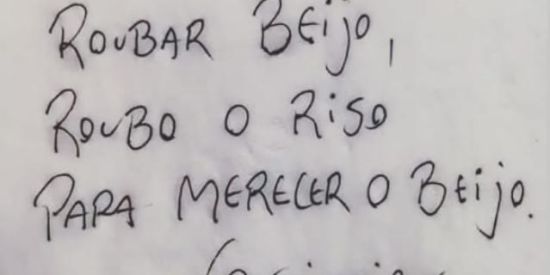 ROUBAR BEijO,
ROUBO O RiSO
PARA MERECER O BEijO.